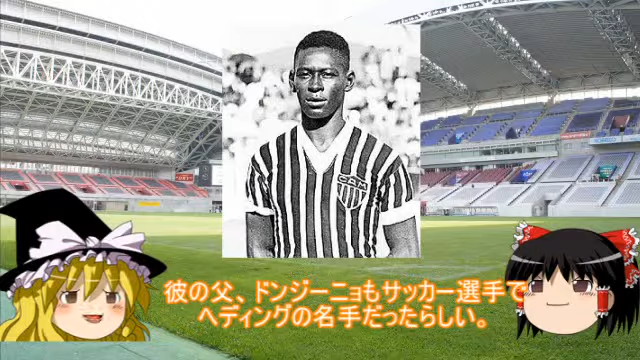 CAM
彼の父、ドンジーニョもサッカー選手で
ヘディングの名手だったらしい。